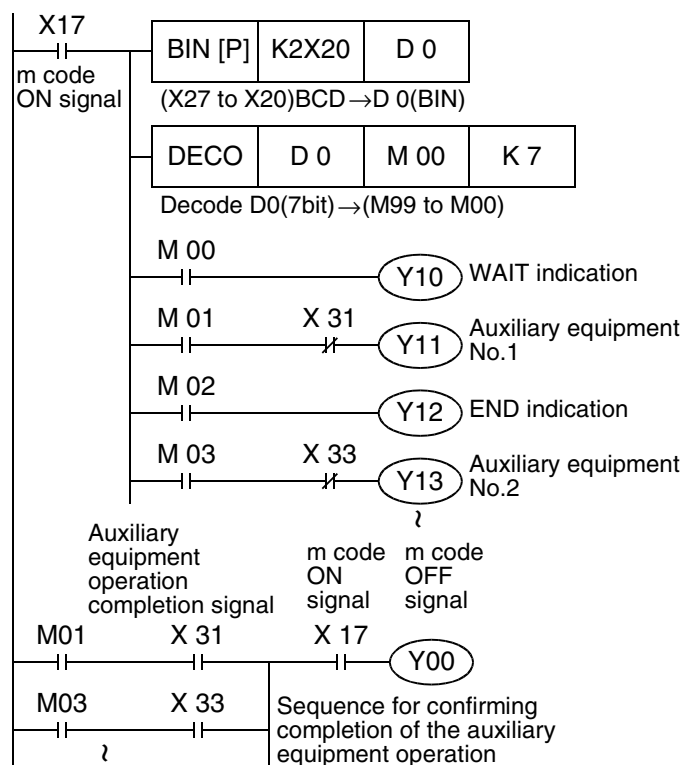 X17
m code
ON signal
BIN [P] K2X20 D 0
(X27 to X20)BCD→D 0(BIN)
DECO D 0 M 00 K 7
Decode D0(7bit)→(M99 to M00)
M 00
Y10 WAIT indication
M 01 X 31
Y11 Auxiliary equipment
No.1
M 02
Y12 END indication
M 03 X 33
Y13 Auxiliary equipment
No.2
~
Auxiliary
equipment
operation
completion signal
m code
ON
signal
m code
OFF
signal
M01 X 31 X 17
Y00
M03 X 33
~
Sequence for confirming
completion of the auxiliary
equipment operation